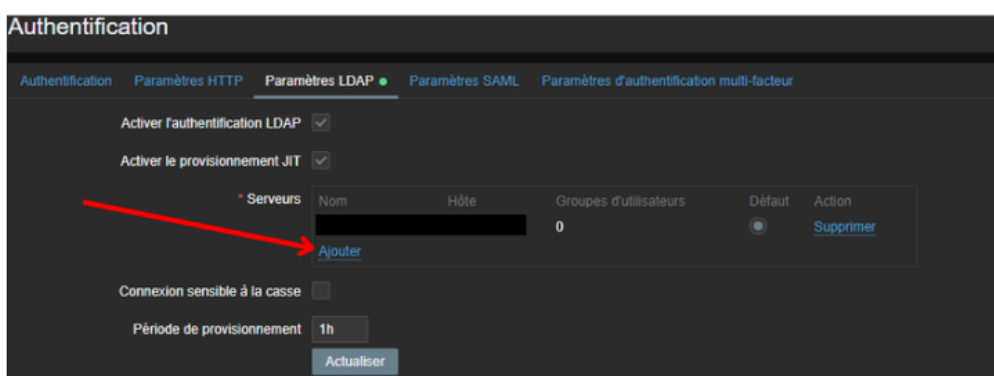 Authentification
Authentification Paramètres HTTP Paramètres LDAP Paramètres SAML Paramètres d'authentification multi-facteur
Activer l'authentification LDAP
Activer le provisionnement JIT
* Serveurs Nom Hôte Groupes d'utilisateurs Défaut Action
0 Supprimer
Ajouter
Connexion sensible à la casse
Période de provisionnement 1h
Actualiser